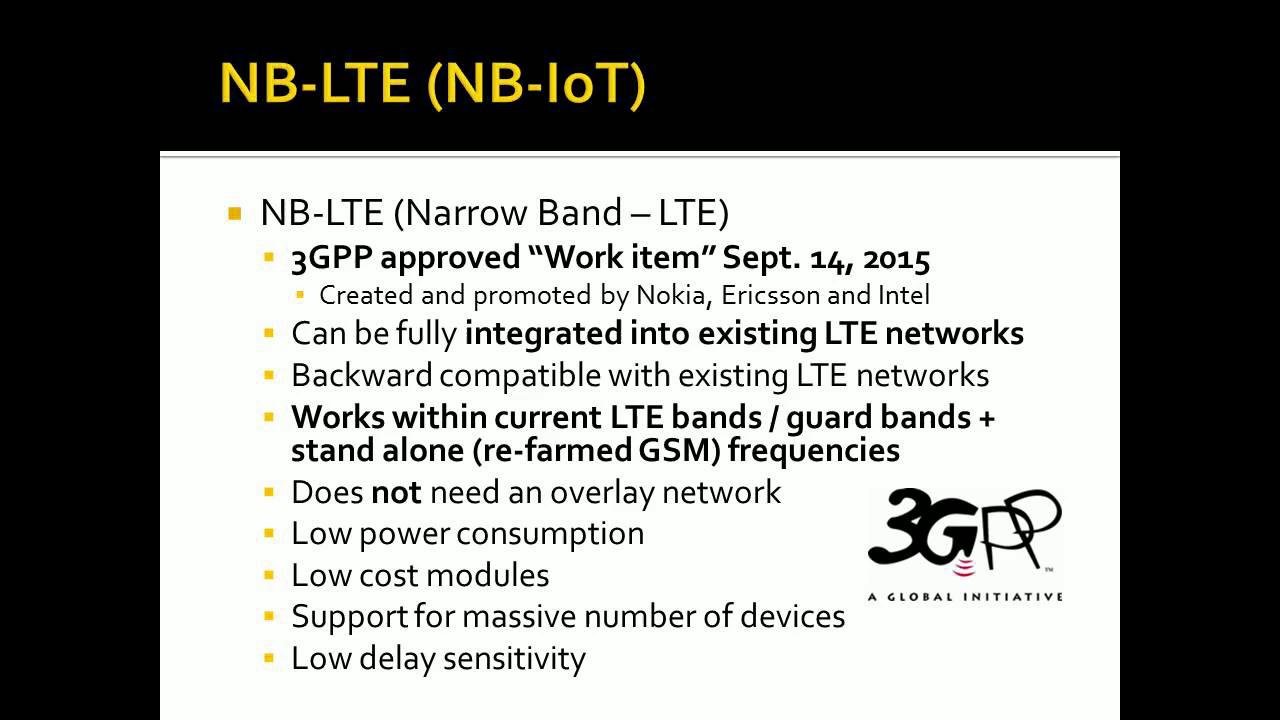 NB-LTE (NB-IoT)
■ NB-LTE (Narrow Band – LTE)
▪ 3GPP approved “Work item” Sept. 14, 2015
▪ Created and promoted by Nokia, Ericsson and Intel
▪ Can be fully integrated into existing LTE networks
▪ Backward compatible with existing LTE networks
▪ Works within current LTE bands / guard bands +
stand alone (re-farmed GSM) frequencies
▪ Does not need an overlay network
▪ Low power consumption
▪ Low cost modules
▪ Support for massive number of devices
▪ Low delay sensitivity
3GPP™
A GLOBAL INITIATIVE